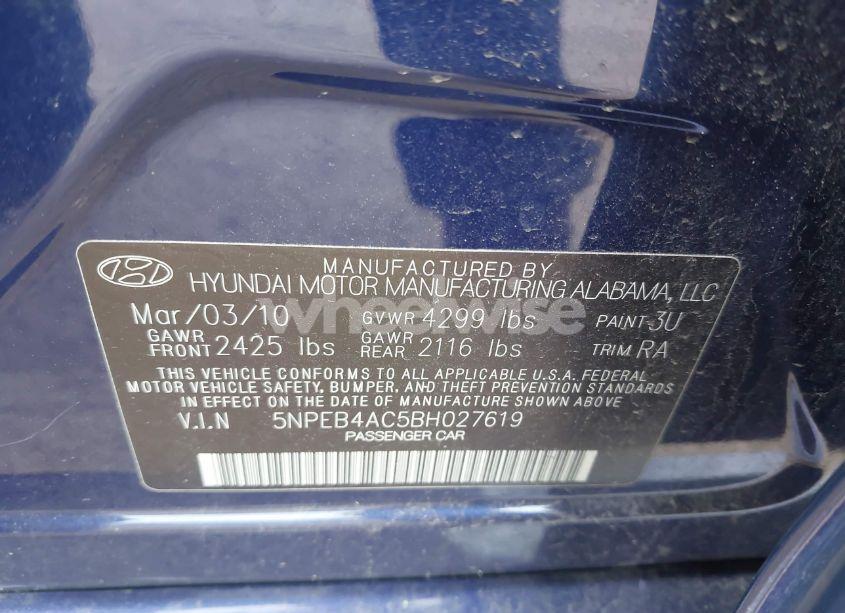 MANUFACTURED BY
HYUNDAI MOTOR MANUFACTURING ALABAMA, LLC
Mar/03/10 GVWR 4299 lbs PAINT 3U
GAWR FRONT 2425 lbs GAWR REAR 2116 lbs TRIM RA
THIS VEHICLE CONFORMS TO ALL APPLICABLE U.S.A. FEDERAL
MOTOR VEHICLE SAFETY, BUMPER, AND THEFT PREVENTION STANDARDS
IN EFFECT ON THE DATE OF MANUFACTURE SHOWN ABOVE.
V.I.N 5NPEB4AC5BH027619
PASSENGER CAR
wheelwise